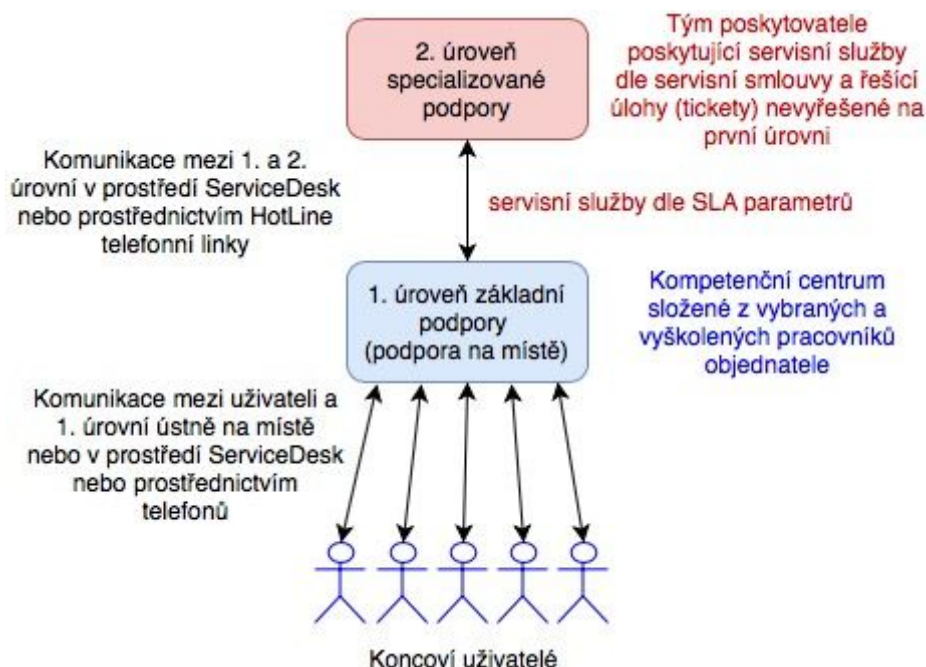 2. úroveň
specializované
podpory
Tým poskytovatele
poskytující servisní služby
dle servisní smlouvy a řešící
úlohy (tickety) nevyřešené na
první úrovni
Komunikace mezi 1. a 2.
úrovní v prostředí ServiceDesk
nebo prostřednictvím HotLine
telefonní linky
servisní služby dle SLA parametrů
1. úroveň základní
podpory
(podpora na místě)
Kompetenční centrum
složené z vybraných a
vyškolených pracovníků
objednatele
Komunikace mezi uživateli a
1. úrovní ústně na místě
nebo v prostředí ServiceDesk
nebo prostřednictvím
telefonů
Koncoví uživatelé